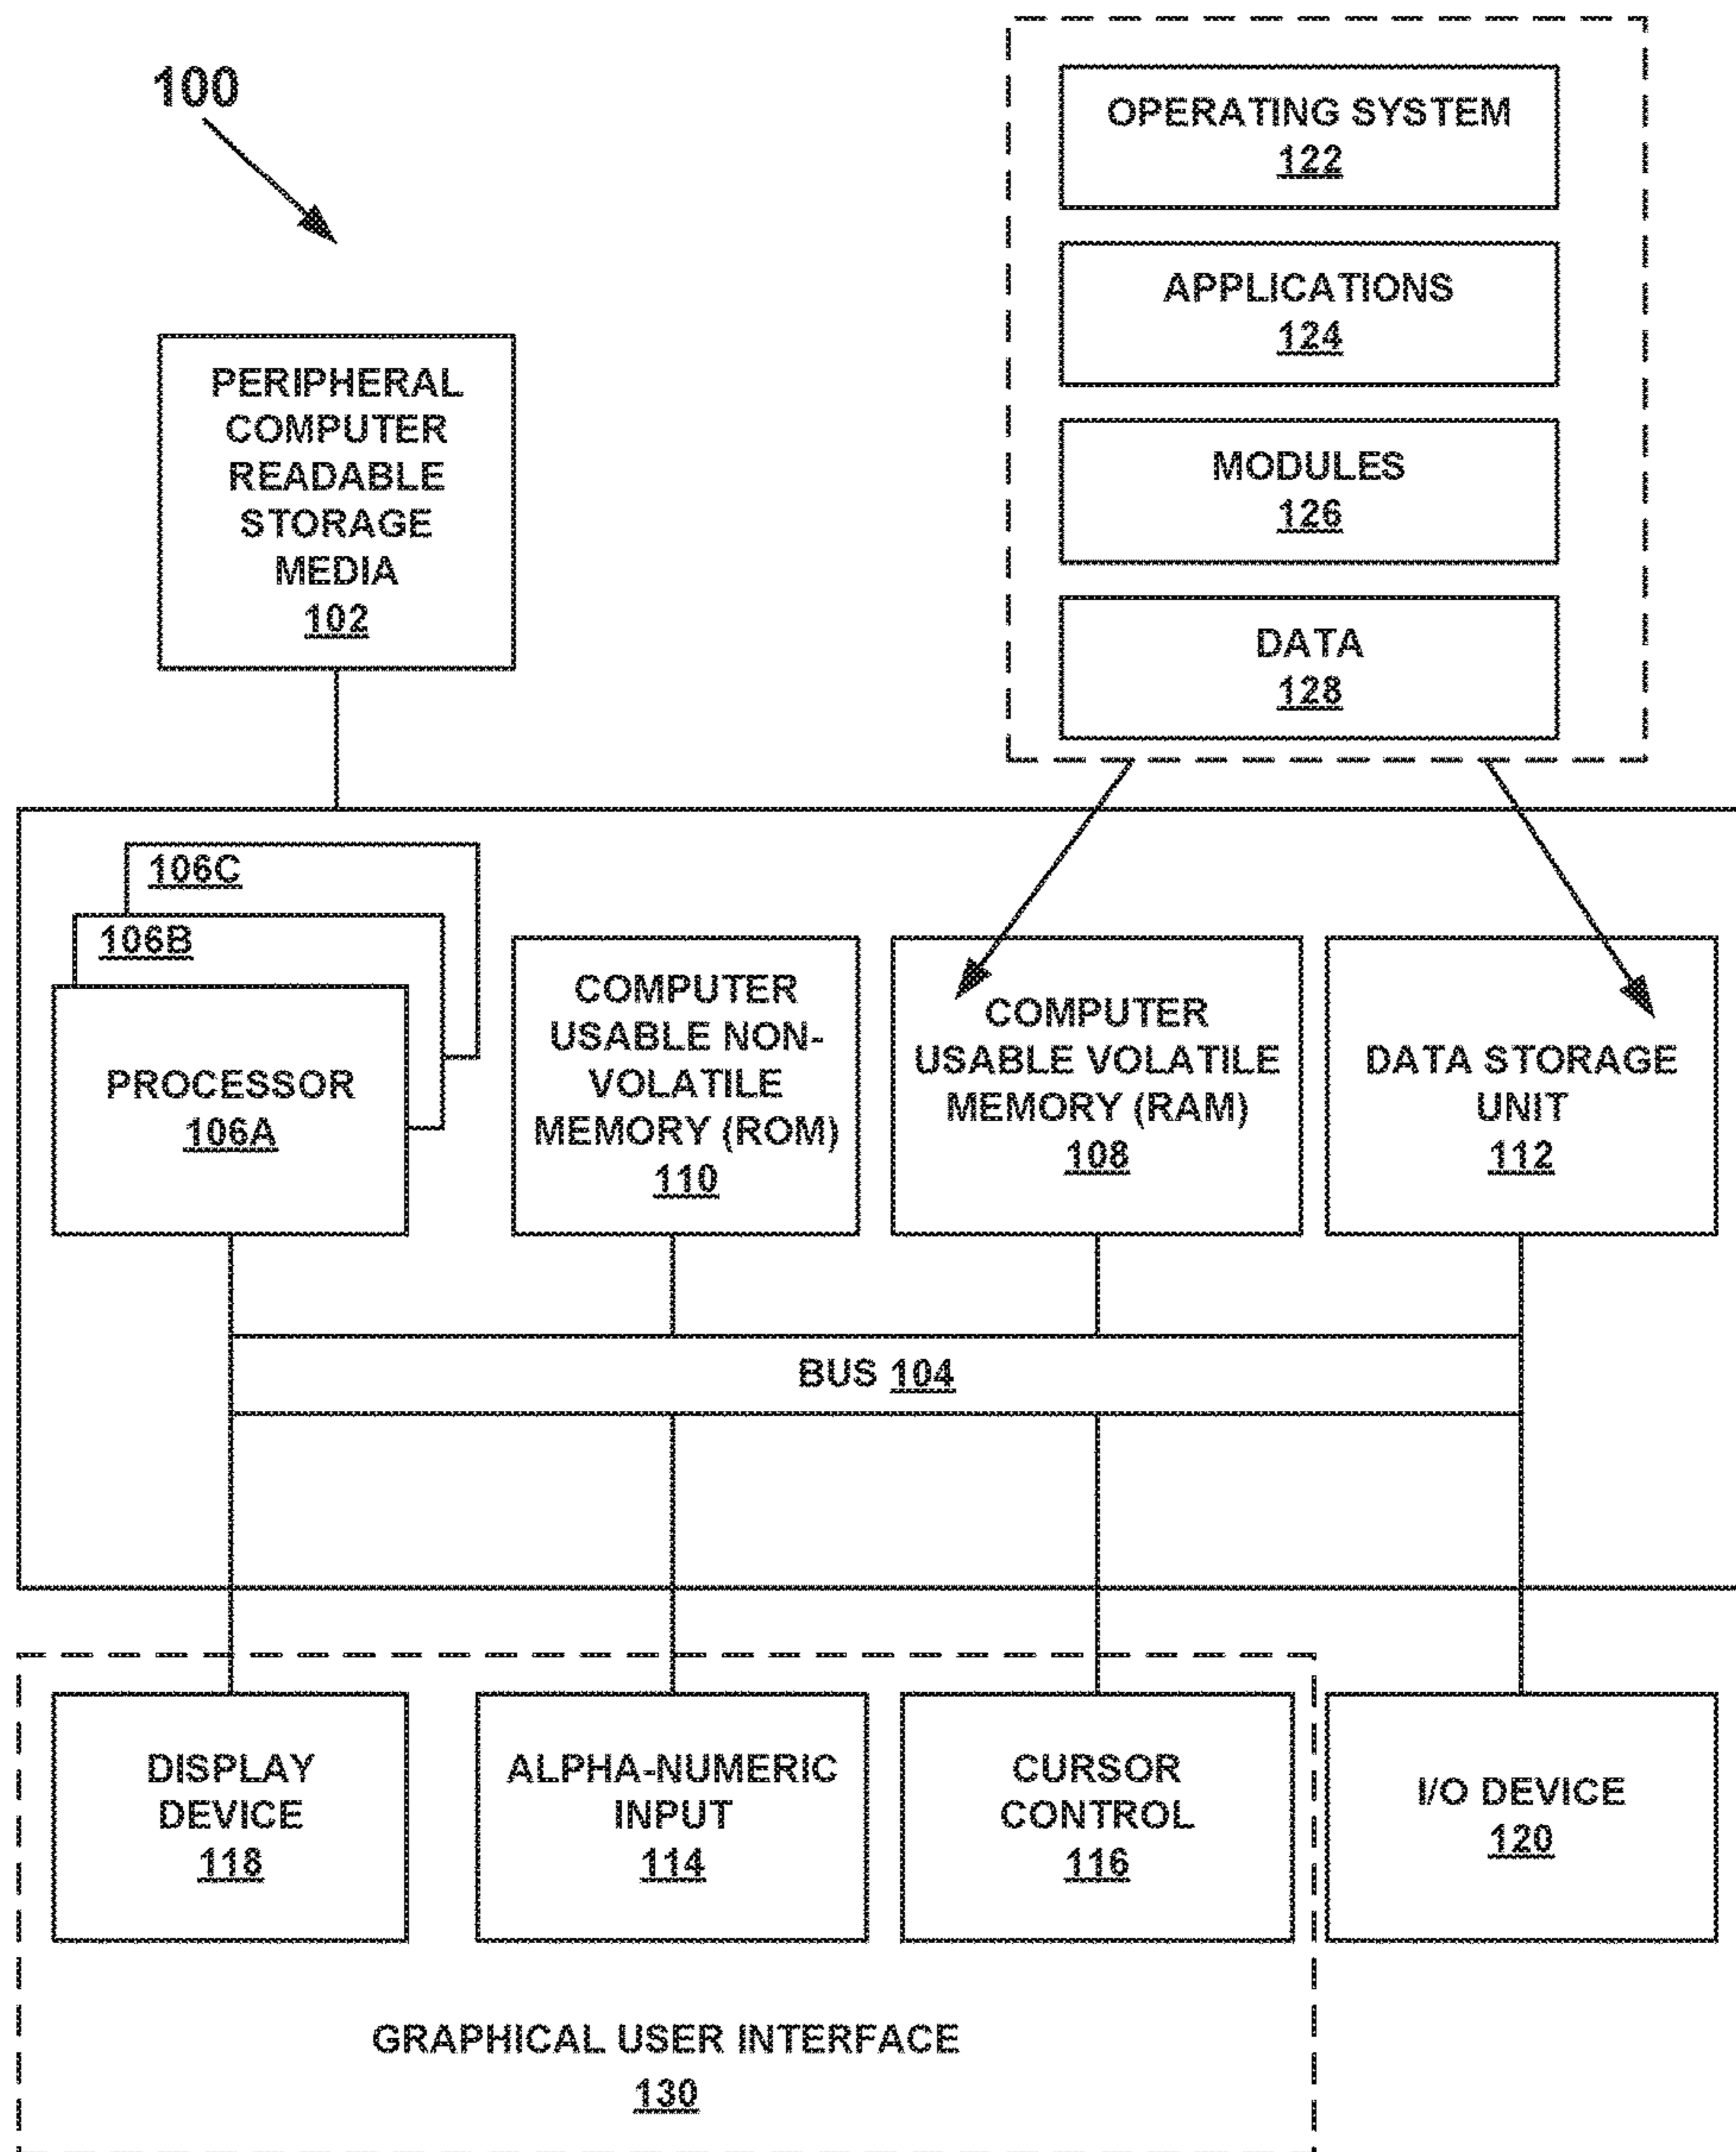 100
OPERATING SYSTEM
122
APPLICATIONS
124
MODULES
126
DATA
128
PERIPHERAL
COMPUTER
READABLE
STORAGE
MEDIA
102
106C
106B
PROCESSOR
106A
COMPUTER
USABLE NON-
VOLATILE
MEMORY (ROM)
110
COMPUTER
USABLE VOLATILE
MEMORY (RAM)
108
DATA STORAGE
UNIT
112
BUS 104
DISPLAY
DEVICE
118
ALPHA-NUMERIC
INPUT
114
CURSOR
CONTROL
116
I/O DEVICE
120
GRAPHICAL USER INTERFACE
130